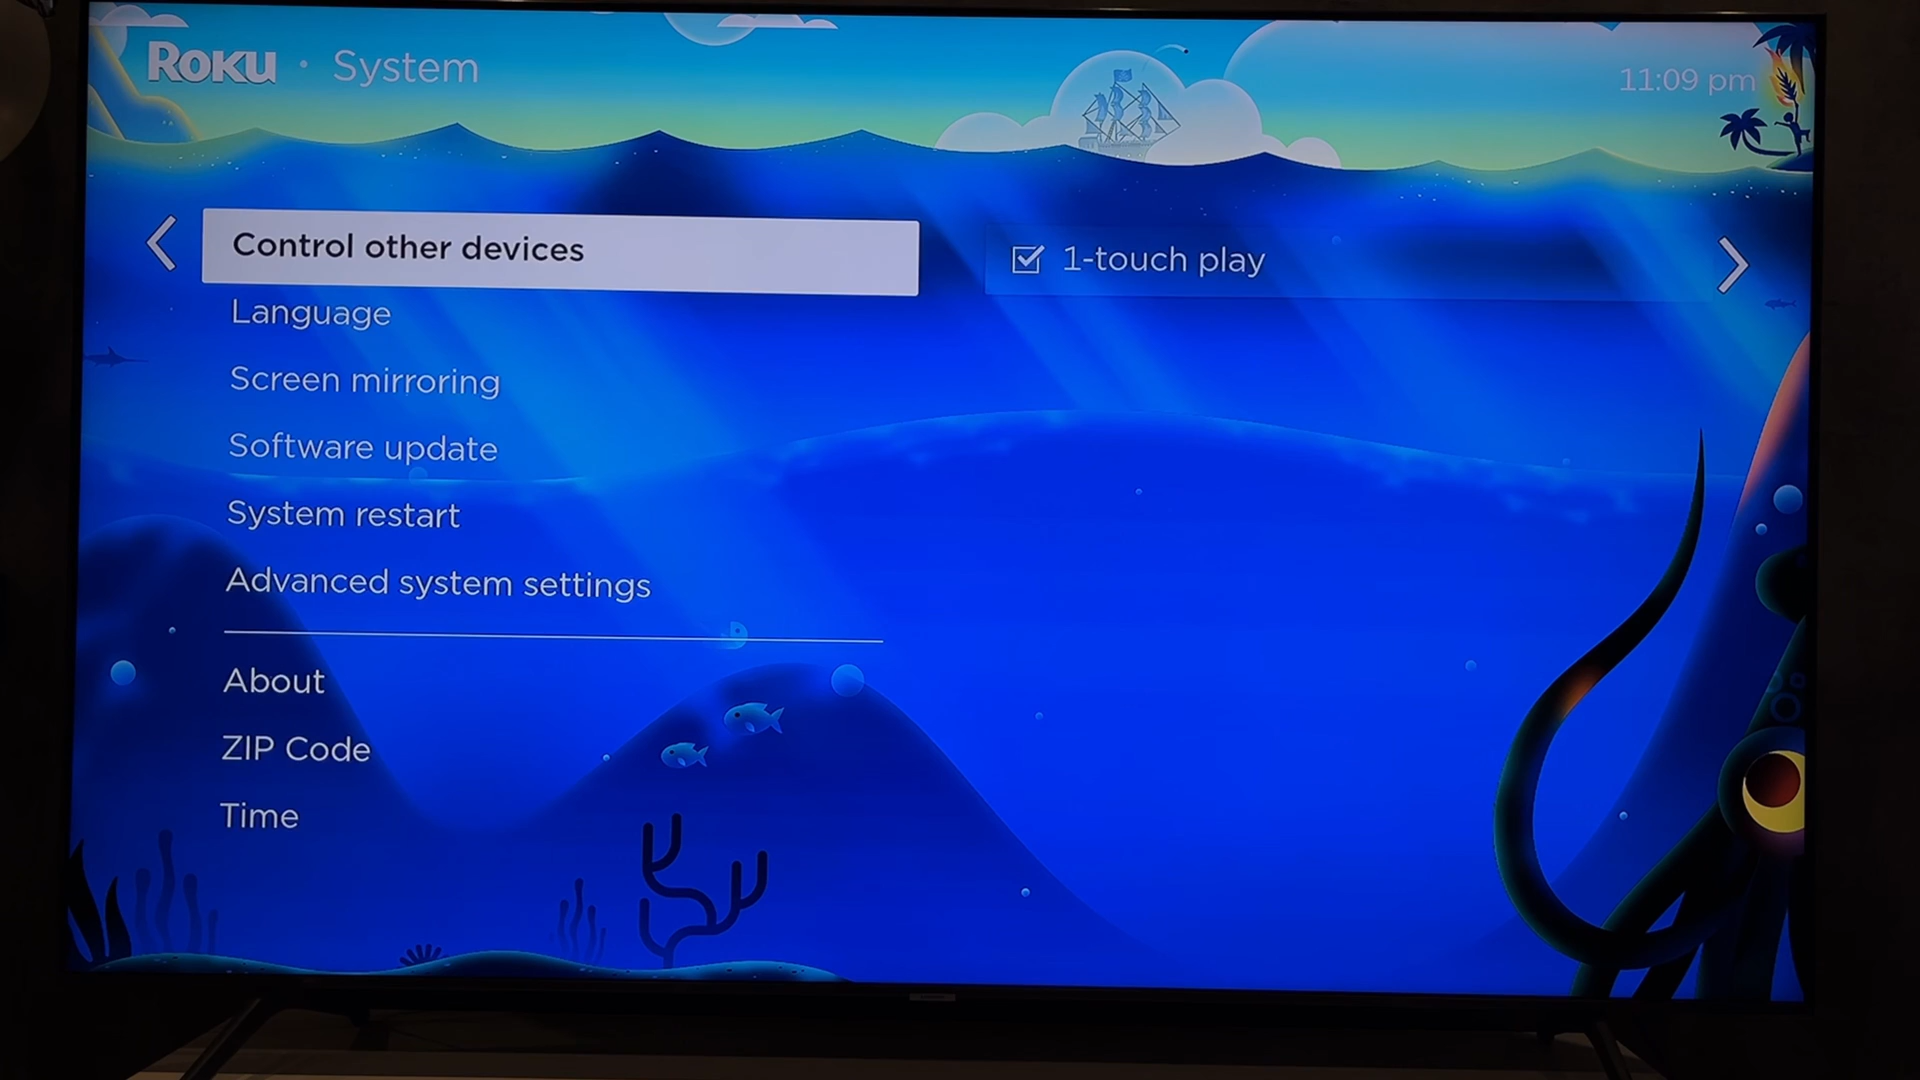 Roku · System
11:09 pm
Control other devices
1-touch play
Language
Screen mirroring
Software update
System restart
Advanced system settings
About
ZIP Code
Time